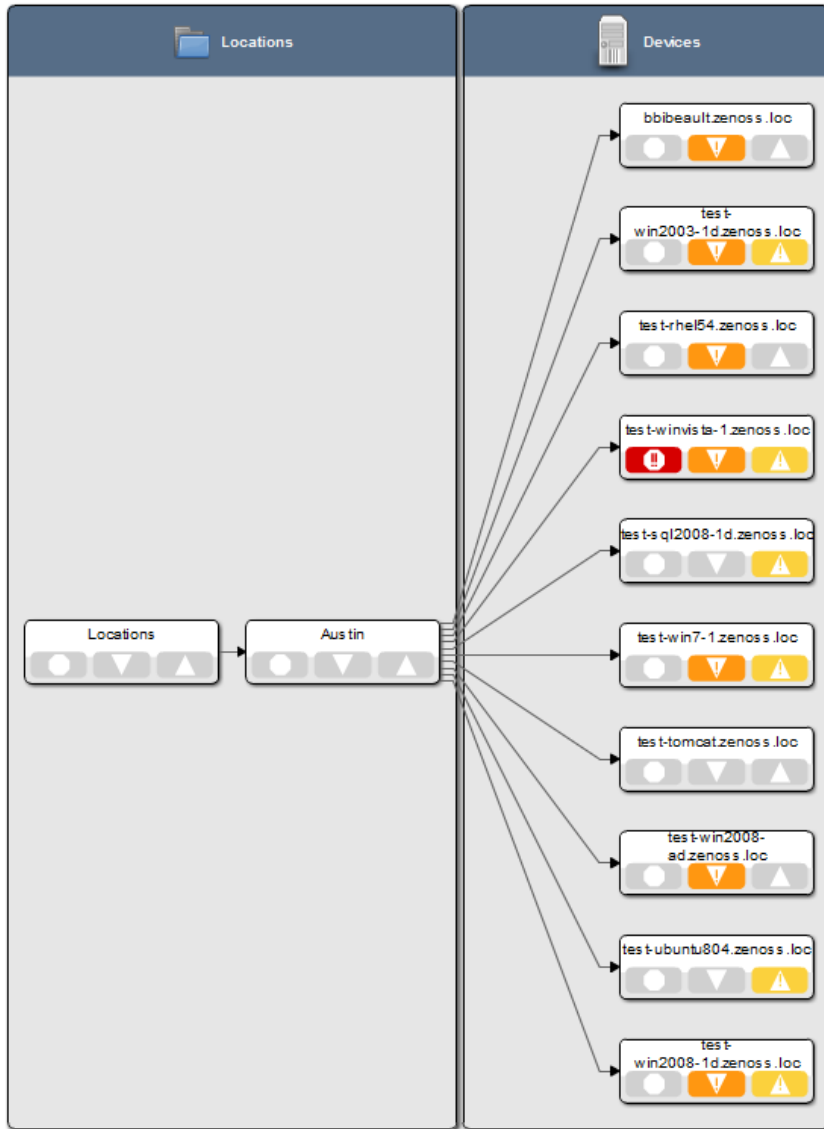 Locations
Devices
bbibeault.zenoss.loc
test-
win2003-1d.zenoss.loc
test-rhel54.zenoss.loc
test-winvista-1.zenoss.loc
test-sql2008-1d.zenoss.loc
Locations
Austin
test-win7-1.zenoss.loc
test-tomcat.zenoss.loc
test-win2008-
ad.zenoss.loc
test-ubuntu804.zenoss.loc
test-
win2008-1d.zenoss.loc